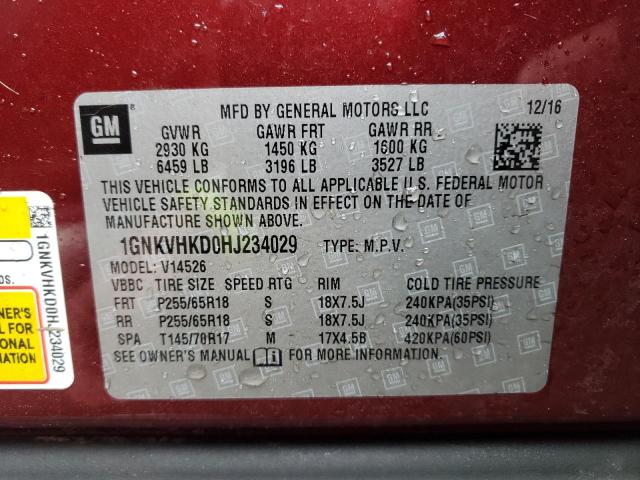 GM
MFD BY GENERAL MOTORS LLC 12/16
GVWR GAWR FRT GAWR RR
2930 KG 1450 KG 1600 KG
6459 LB 3196 LB 3527 LB
THIS VEHICLE CONFORMS TO ALL APPLICABLE U.S. FEDERAL MOTOR
VEHICLE SAFETY STANDARDS IN EFFECT ON THE DATE OF
MANUFACTURE SHOWN ABOVE.
1GNKVHKD0HJ234029 TYPE: M.P.V.
MODEL: V14526
VBBC TIRE SIZE SPEED RTG RIM COLD TIRE PRESSURE
FRT P255/65R18 S 18X7.5J 240KPA(35PSI)
RR P255/65R18 S 18X7.5J 240KPA(35PSI)
SPA T145/70R17 M 17X4.5B 420KPA(60PSI)
SEE OWNER'S MANUAL FOR MORE INFORMATION.
1GNKVHKD0HJ234029
FOR